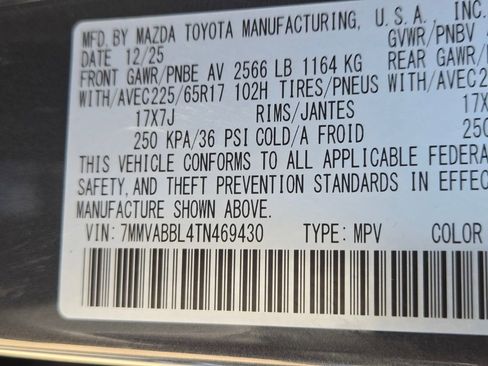 MFD. BY MAZDA TOYOTA MANUFACTURING, U.S.A., INC.
DATE 12/25 GVWR/PNBV
FRONT GAWR/PNBE AV 2566 LB 1164 KG REAR GAWR/
WITH/AVEC225/65R17 102H TIRES/PNEUS WITH/AVEC2
17X7J RIMS/JANTES 17X
250 KPA/36 PSI COLD/A FROID 250
THIS VEHICLE CONFORMS TO ALL APPLICABLE FEDERA
SAFETY, AND THEFT PREVENTION STANDARDS IN EFFEC
MANUFACTURE SHOWN ABOVE.
VIN: 7MMVABBL4TN469430 TYPE: MPV COLOR